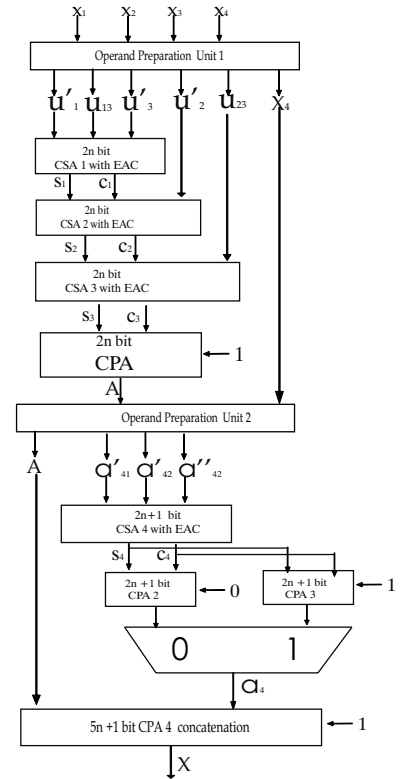 x₁ x₂ x₃ x₄
Operand Preparation Unit 1
u′₁ u₁₃ u′₃ u′₂ u₂₃ X₄
2n bit
CSA 1 with EAC
s₁ c₁
2n bit
CSA 2 with EAC
s₂ c₂
2n bit
CSA 3 with EAC
s₃ c₃
2n bit
CPA
1
A
Operand Preparation Unit 2
A a′₄₁ a′₄₂ a′′₄₂
2n+1 bit
CSA 4 with EAC
s₄ c₄
2n +1 bit
CPA 2
0
2n +1 bit
CPA 3
1
0 1
a₄
5n +1 bit CPA 4 concatenation
1
X